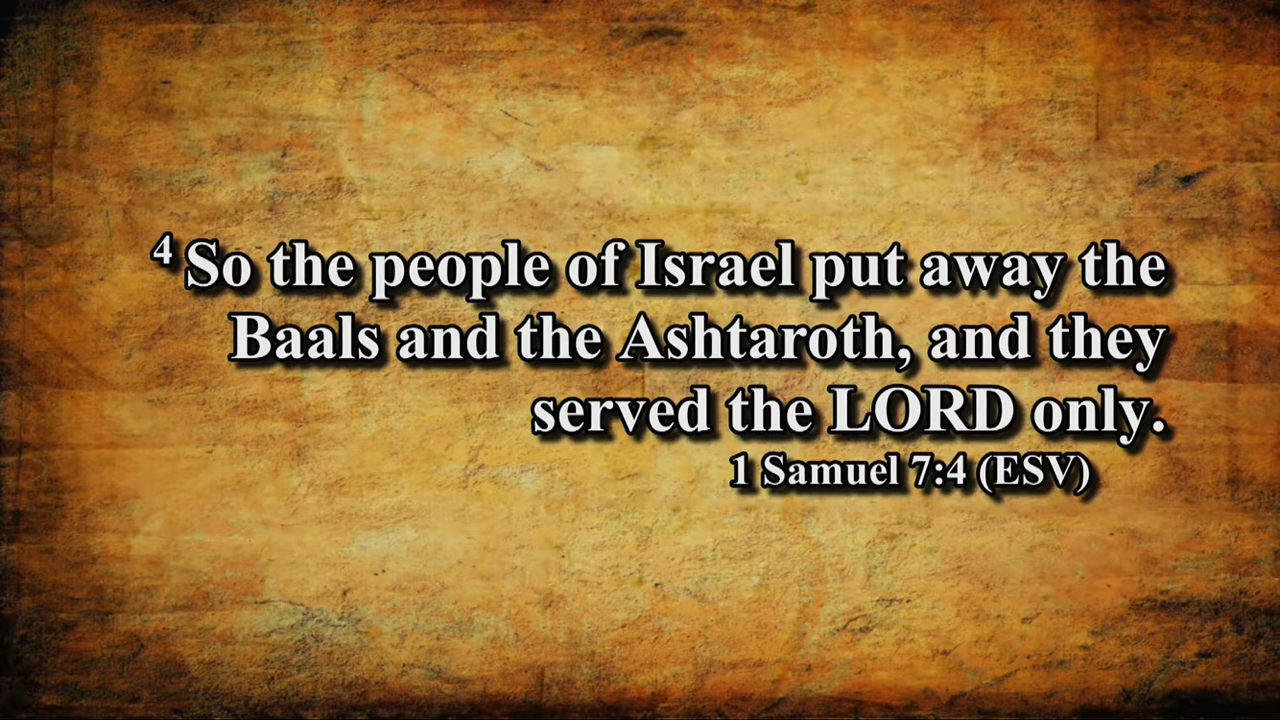 4 So the people of Israel put away the
Baals and the Ashtaroth, and they
served the LORD only.
1 Samuel 7:4 (ESV)